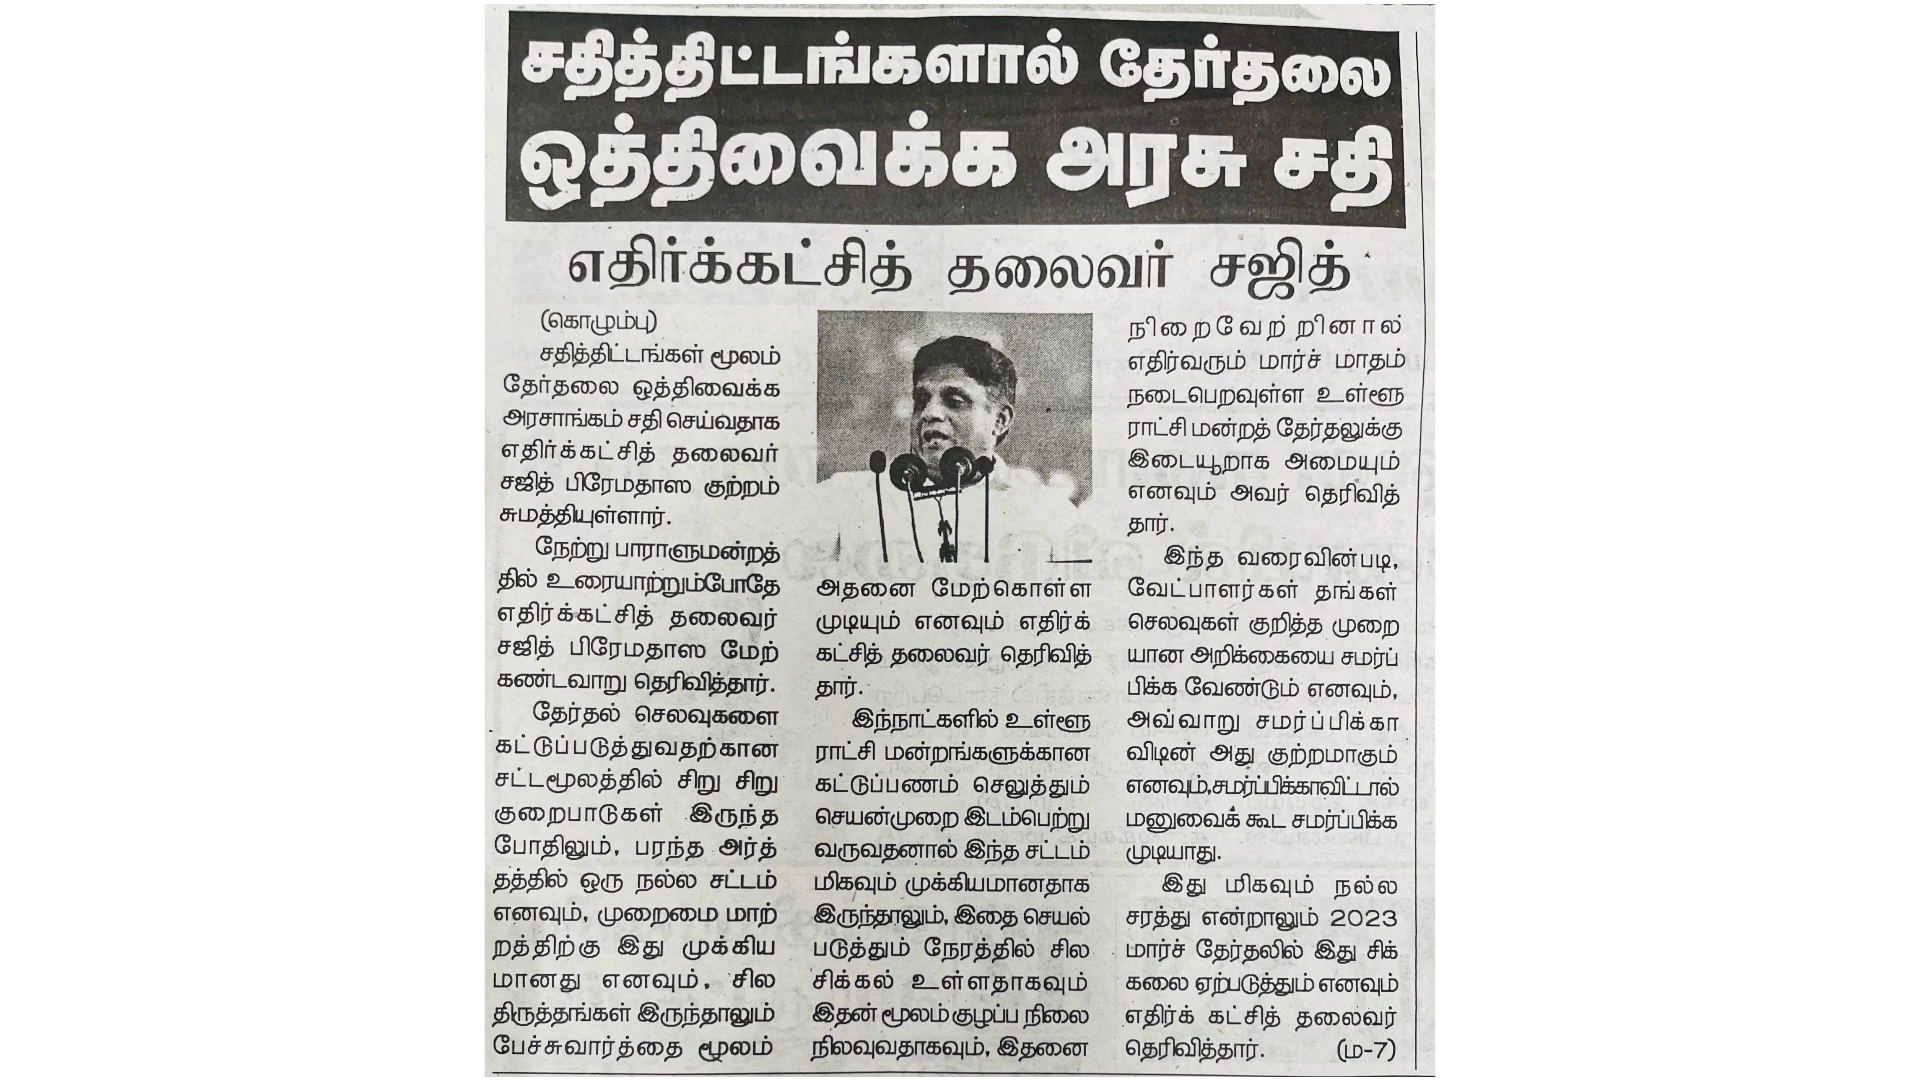 சதித்திட்டங்களால் தேர்தலை
ஒத்திவைக்க அரசு சதி
எதிர்க்கட்சித் தலைவர் சஜித்
(கொழும்பு)
சதித்திட்டங்கள் மூலம்
தேர்தலை ஒத்திவைக்க
அரசாங்கம் சதி செய்வதாக
எதிர்க்கட்சித் தலைவர்
சஜித் பிரேமதாஸ குற்றம்
சுமத்தியுள்ளார்.
நேற்று பாராளுமன்றத்
தில் உரையாற்றும்போதே
எதிர்க்கட்சித் தலைவர்
சஜித் பிரேமதாஸ மேற்
கண்டவாறு தெரிவித்தார்.
தேர்தல் செலவுகளை
கட்டுப்படுத்துவதற்கான
சட்டமூலத்தில் சிறு சிறு
குறைபாடுகள் இருந்த
போதிலும், பரந்த அர்த்
தத்தில் ஒரு நல்ல சட்டம்
எனவும், முறைமை மாற்
றத்திற்கு இது முக்கிய
மானது எனவும், சில
திருத்தங்கள் இருந்தாலும்
பேச்சுவார்த்தை மூலம்
அதனை மேற்கொள்ள
முடியும் எனவும் எதிர்க்
கட்சித் தலைவர் தெரிவித்
தார்.
இந்நாட்களில் உள்ளூ
ராட்சி மன்றங்களுக்கான
கட்டுப்பணம் செலுத்தும்
செயன்முறை இடம்பெற்று
வருவதனால் இந்த சட்டம்
மிகவும் முக்கியமானதாக
இருந்தாலும், இதை செயல்
படுத்தும் நேரத்தில் சில
சிக்கல் உள்ளதாகவும்
இதன் மூலம் குழப்ப நிலை
நிலவுவதாகவும், இதனை
நிறைவேற்றினால்
எதிர்வரும் மார்ச் மாதம்
நடைபெறவுள்ள உள்ளூ
ராட்சி மன்றத் தேர்தலுக்கு
இடையூறாக அமையும்
எனவும் அவர் தெரிவித்
தார்.
இந்த வரைவின்படி,
வேட்பாளர்கள் தங்கள்
செலவுகள் குறித்த முறை
யான அறிக்கையை சமர்ப்
பிக்க வேண்டும் எனவும்,
அவ்வாறு சமர்ப்பிக்கா
விடின் அது குற்றமாகும்
எனவும்,சமர்ப்பிக்காவிட்டால்
மனுவைக் கூட சமர்ப்பிக்க
முடியாது.
இது மிகவும் நல்ல
சரத்து என்றாலும் 2023
மார்ச் தேர்தலில் இது சிக்
கலை ஏற்படுத்தும் எனவும்
எதிர்க் கட்சித் தலைவர்
தெரிவித்தார். (ம-7)